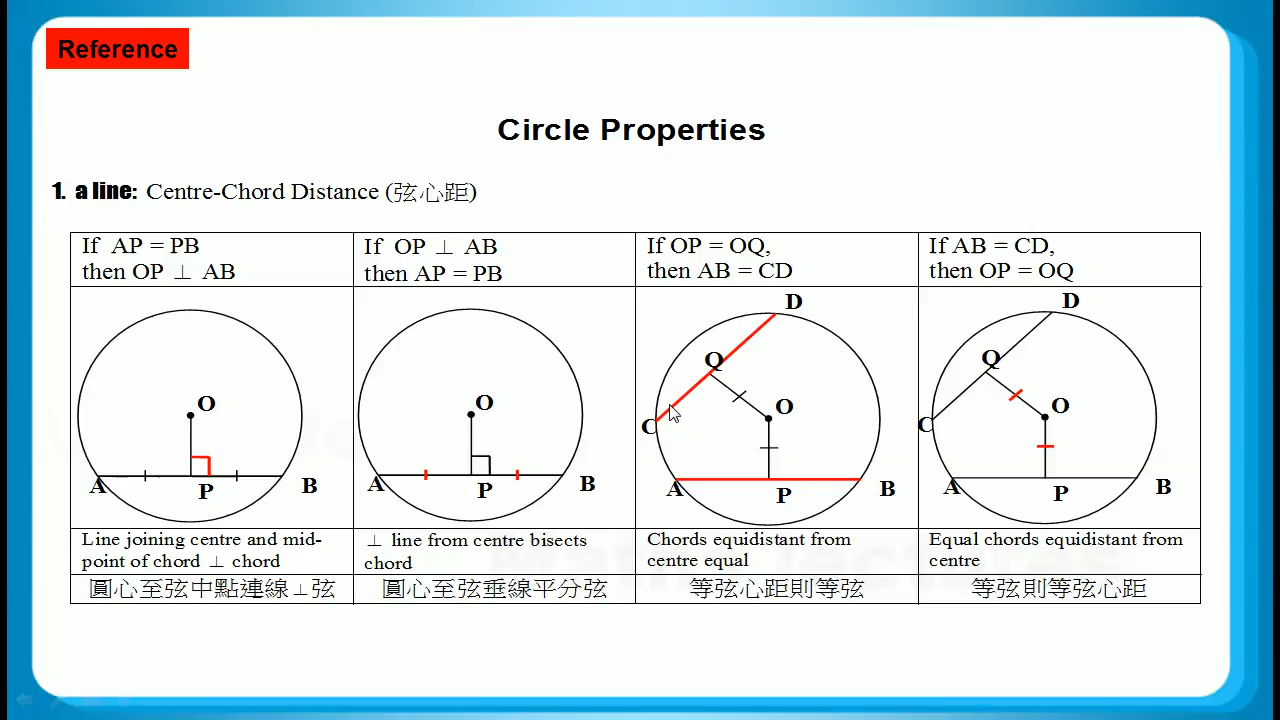 Reference
Circle Properties
1. a line: Centre-Chord Distance (弦心距)
If AP = PB
then OP ⊥ AB
If OP ⊥ AB
then AP = PB
If OP = OQ,
then AB = CD
If AB = CD,
then OP = OQ
O
A
P
B
O
A
P
B
D
Q
O
C
A
P
B
D
Q
O
C
A
P
B
Line joining centre and mid-
point of chord ⊥ chord
⊥ line from centre bisects
chord
Chords equidistant from
centre equal
Equal chords equidistant from
centre
圓心至弦中點連線⊥弦
圓心至弦垂線平分弦
等弦心距則等弦
等弦則等弦心距